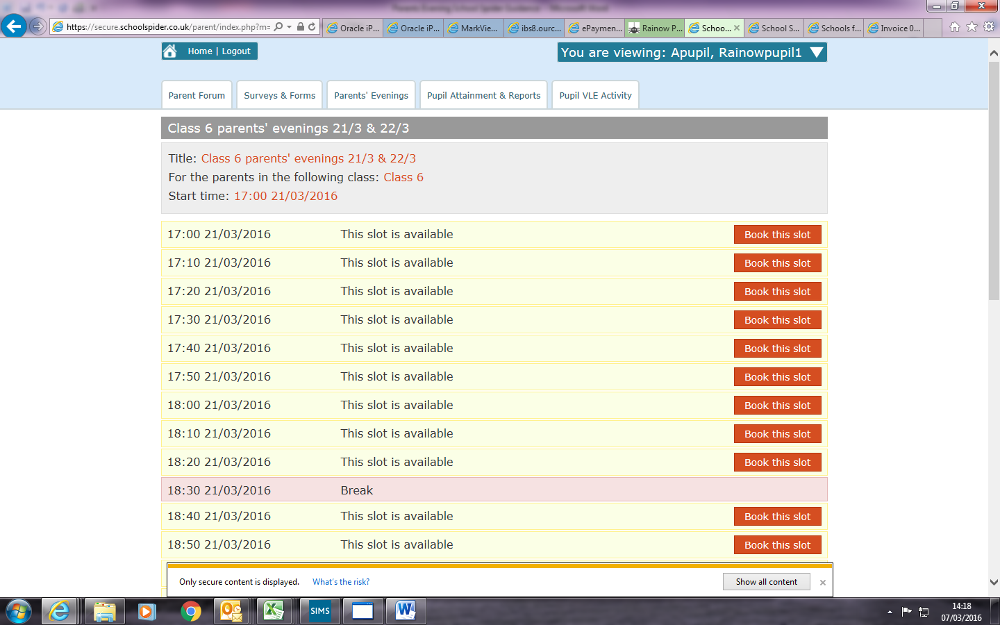 Parents Evening School Spider Guidance - Microsoft Word
https://secure.schoolspider.co.uk/parent/index.php?m=
Oracle iP...
Oracle iP...
MarkVie...
ibs8.ourc...
ePaymen...
Rainow P...
Schoo...
School S...
Schools f...
Invoice 0...
Home | Logout
You are viewing: Apupil, Rainowpupil1
Parent Forum
Surveys & Forms
Parents' Evenings
Pupil Attainment & Reports
Pupil VLE Activity
Class 6 parents' evenings 21/3 & 22/3
Title: Class 6 parents' evenings 21/3 & 22/3
For the parents in the following class: Class 6
Start time: 17:00 21/03/2016
17:00 21/03/2016 This slot is available Book this slot
17:10 21/03/2016 This slot is available Book this slot
17:20 21/03/2016 This slot is available Book this slot
17:30 21/03/2016 This slot is available Book this slot
17:40 21/03/2016 This slot is available Book this slot
17:50 21/03/2016 This slot is available Book this slot
18:00 21/03/2016 This slot is available Book this slot
18:10 21/03/2016 This slot is available Book this slot
18:20 21/03/2016 This slot is available Book this slot
18:30 21/03/2016 Break
18:40 21/03/2016 This slot is available Book this slot
18:50 21/03/2016 This slot is available Book this slot
Only secure content is displayed. What's the risk? Show all content
SIMS
14:18
07/03/2016